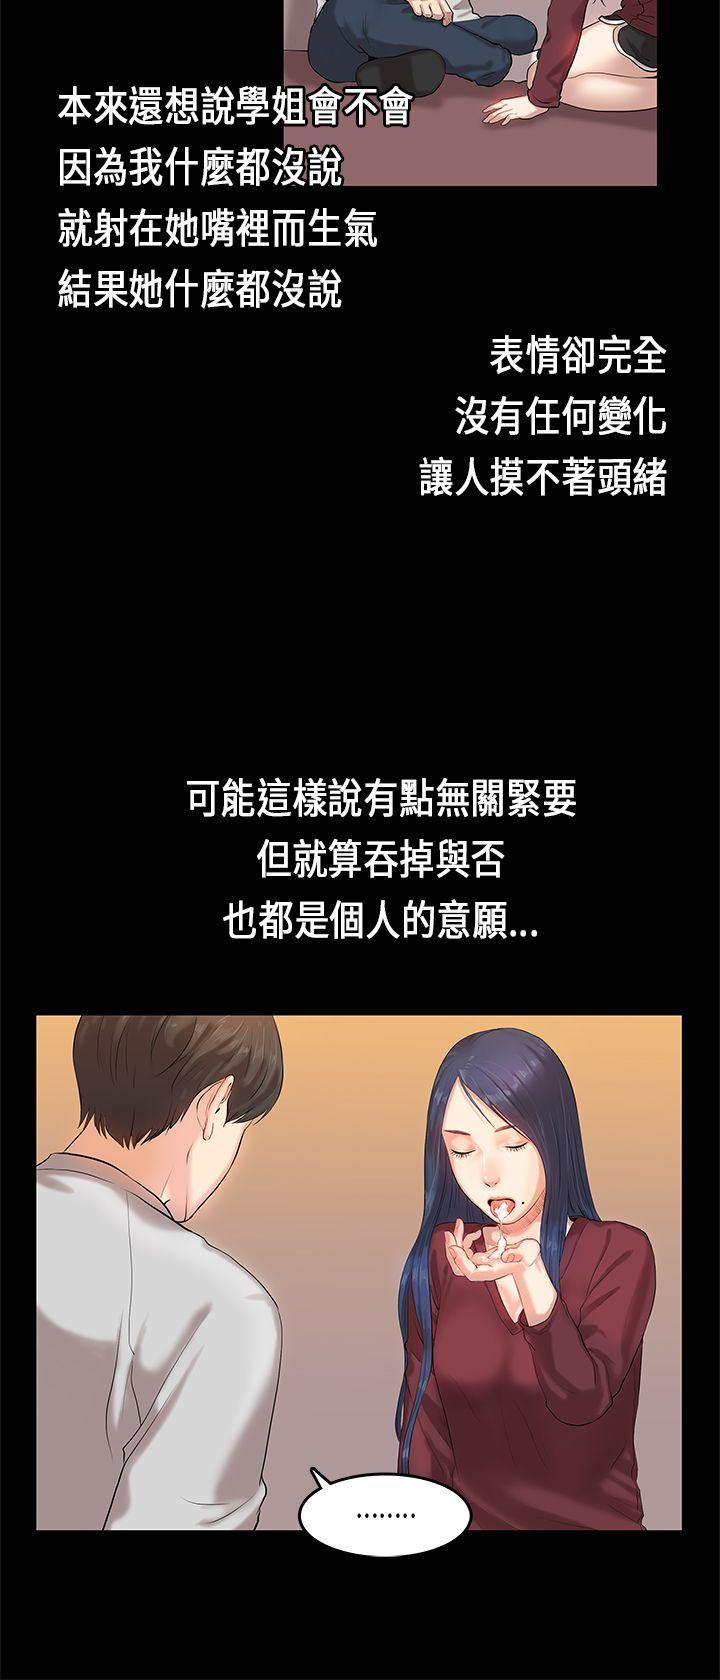 本來還想說學姐會不會
因為我什麼都沒說
就射在她嘴裡而生氣
結果她什麼都沒說
表情卻完全
沒有任何變化
讓人摸不著頭緒
可能這樣說有點無關緊要
但就算吞掉與否
也都是個人的意願...
........